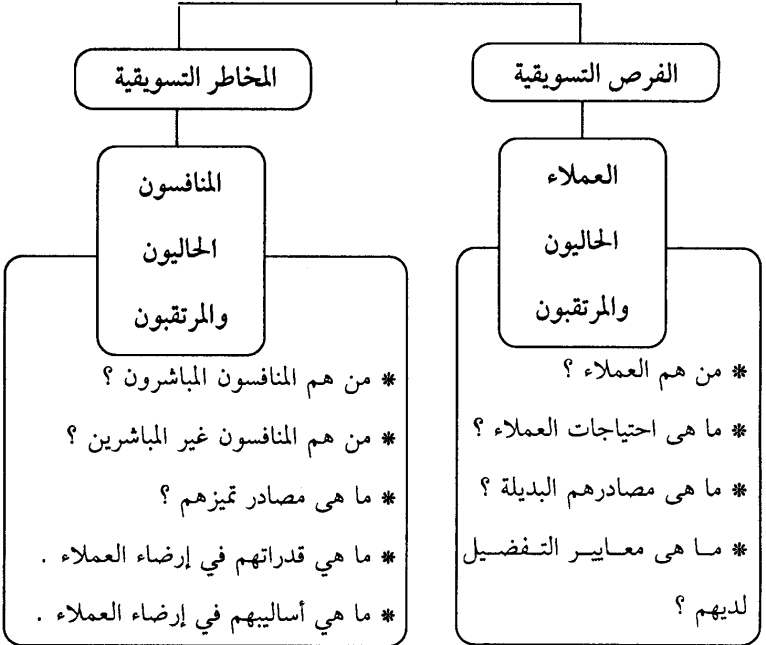 الفرص التسويقية
العملاء
الحاليون
والمرتقبون
* من هم العملاء ؟
* ما هى احتياجات العملاء ؟
* ما هى مصادرهم البديلة ؟
* مـا هى معـاييـر التـفضـيل
لديهم ؟
المخاطر التسويقية
المنافسون
الحاليون
والمرتقبون
* من هم المنافسون المباشرون ؟
* من هم المنافسون غير المباشرين ؟
* ما هى مصادر تميزهم ؟
* ما هي قدراتهم في إرضاء العملاء .
* ما هي أساليبهم في إرضاء العملاء .